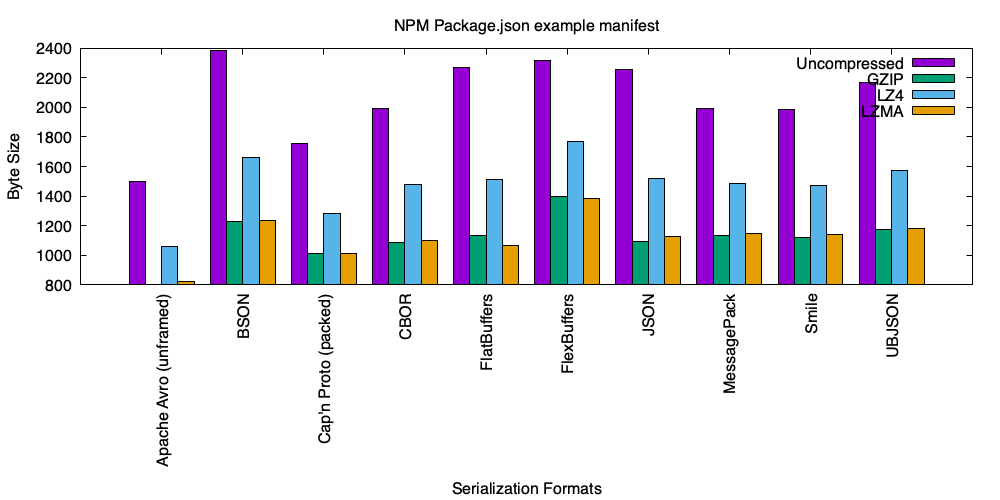 NPM Package.json example manifest
2400
2200
2000
1800
1600
1400
1200
1000
800
Byte Size
Uncompressed
GZIP
LZ4
LZMA
Apache Avro (unframed)
BSON
Cap'n Proto (packed)
CBOR
FlatBuffers
FlexBuffers
JSON
MessagePack
Smile
UBJSON
Serialization Formats